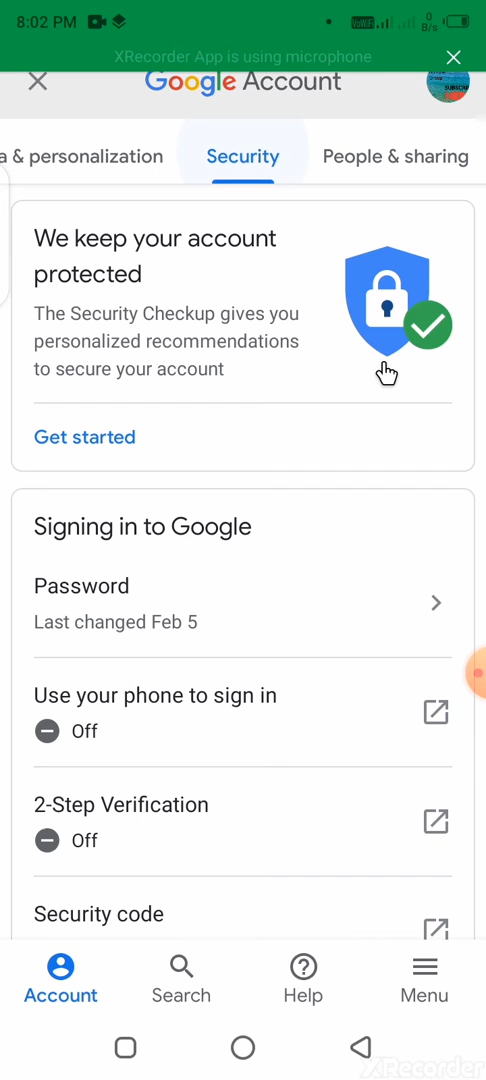 8:02 PM
VoWiFi
0
B/s
XRecorder App is using microphone
Google Account
SUBSCRIB
a & personalization
Security
People & sharing
We keep your account
protected
The Security Checkup gives you
personalized recommendations
to secure your account
Get started
Signing in to Google
Password
Last changed Feb 5
Use your phone to sign in
Off
2-Step Verification
Off
Security code
Account
Search
Help
Menu
XRecorder